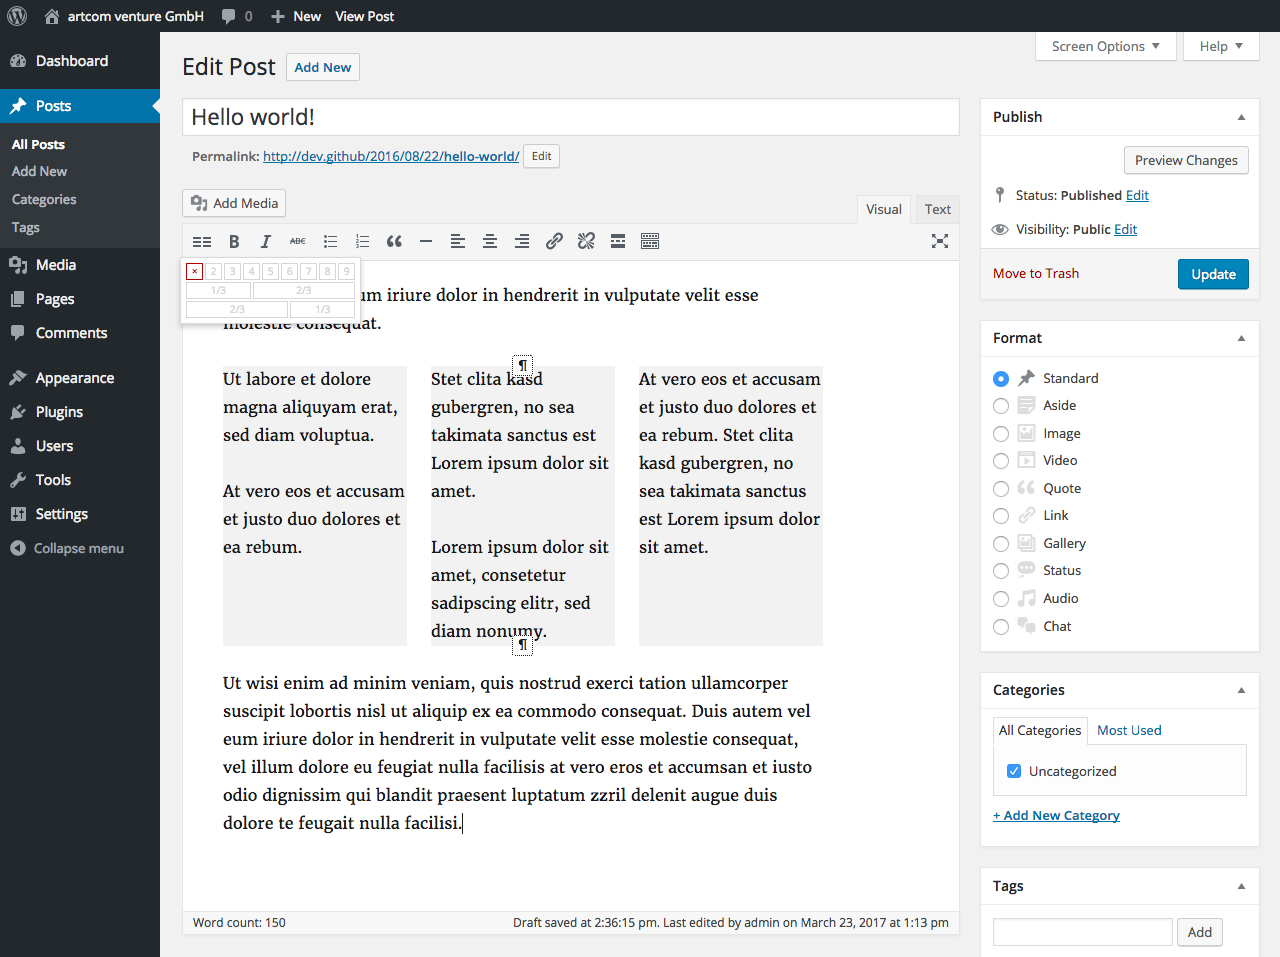 artcom venture GmbH 0 New View Post
Dashboard
Posts
All Posts
Add New
Categories
Tags
Media
Pages
Comments
Appearance
Plugins
Users
Tools
Settings
Collapse menu
Screen Options Help
Edit Post Add New
Hello world!
Permalink: http://dev.github/2016/08/22/hello-world/ Edit
Add Media
Visual Text
B I ABC
× 2 3 4 5 6 7 8 9
1/3 2/3
2/3 1/3
um iriure dolor in hendrerit in vulputate velit esse
molestie consequat.
¶
Ut labore et dolore
magna aliquyam erat,
sed diam voluptua.
At vero eos et accusam
et justo duo dolores et
ea rebum.
Stet clita kasd
gubergren, no sea
takimata sanctus est
Lorem ipsum dolor sit
amet.
Lorem ipsum dolor sit
amet, consetetur
sadipscing elitr, sed
diam nonumy.
¶
At vero eos et accusam
et justo duo dolores et
ea rebum. Stet clita
kasd gubergren, no
sea takimata sanctus
est Lorem ipsum dolor
sit amet.
Ut wisi enim ad minim veniam, quis nostrud exerci tation ullamcorper
suscipit lobortis nisl ut aliquip ex ea commodo consequat. Duis autem vel
eum iriure dolor in hendrerit in vulputate velit esse molestie consequat,
vel illum dolore eu feugiat nulla facilisis at vero eros et accumsan et iusto
odio dignissim qui blandit praesent luptatum zzril delenit augue duis
dolore te feugait nulla facilisi.
Word count: 150 Draft saved at 2:36:15 pm. Last edited by admin on March 23, 2017 at 1:13 pm
Publish
Preview Changes
Status: Published Edit
Visibility: Public Edit
Move to Trash Update
Format
Standard
Aside
Image
Video
Quote
Link
Gallery
Status
Audio
Chat
Categories
All Categories Most Used
Uncategorized
+ Add New Category
Tags
Add